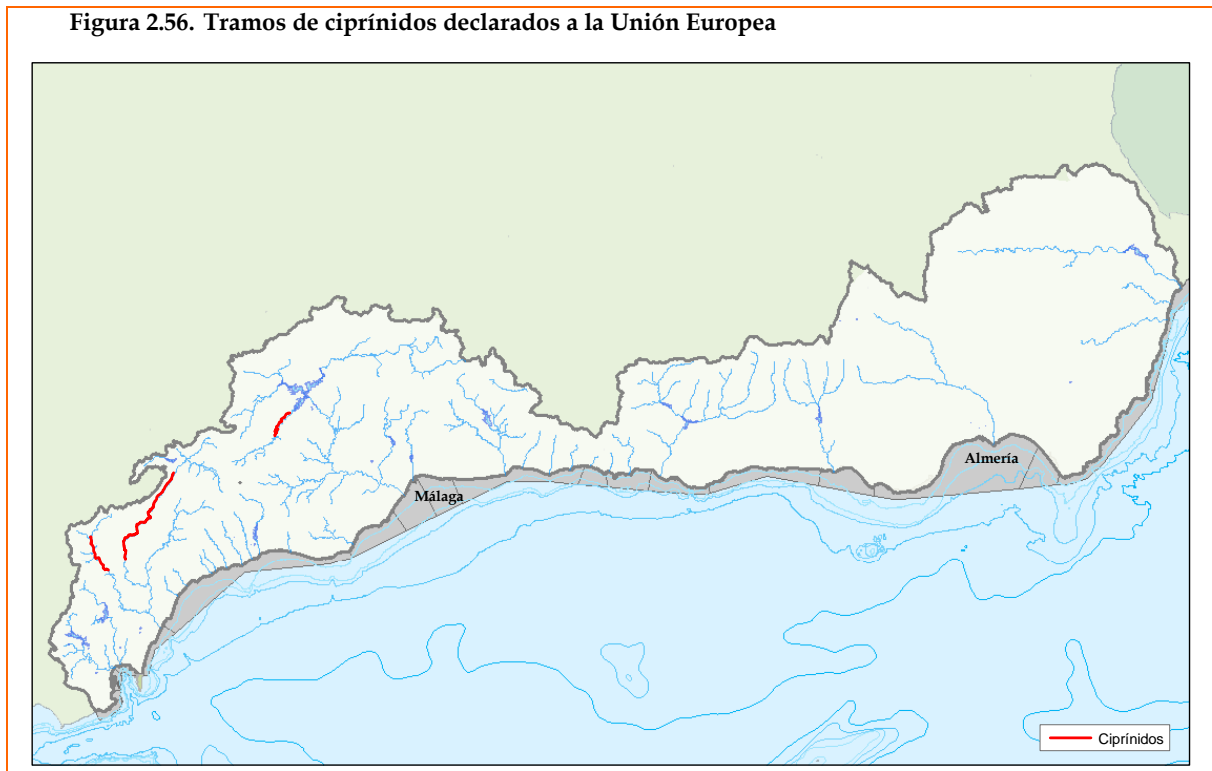 Figura 2.56. Tramos de ciprínidos declarados a la Unión Europea
Almería
Málaga
Ciprínidos